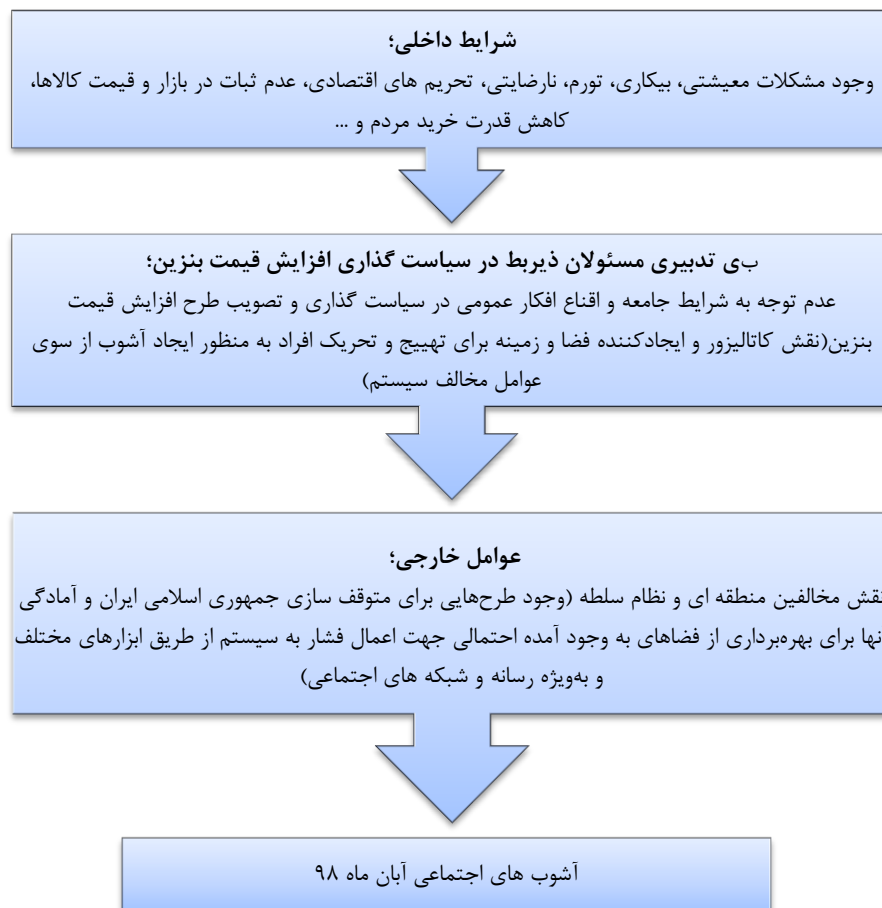 شرایط داخلی؛
وجود مشکلات معیشتی، بیکاری، تورم، نارضایتی، تحریم های اقتصادی، عدم ثبات در بازار و قیمت کالاها،
کاهش قدرت خرید مردم و ...
بی تدبیری مسئولان ذیربط در سیاست گذاری افزایش قیمت بنزین؛
عدم توجه به شرایط جامعه و اقناع افکار عمومی در سیاست گذاری و تصویب طرح افزایش قیمت
بنزین(نقش کاتالیزور و ایجادکننده فضا و زمینه برای تهییج و تحریک افراد به منظور ایجاد آشوب از سوی
عوامل مخالف سیستم)
عوامل خارجی؛
نقش مخالفین منطقه ای و نظام سلطه (وجود طرح‌هایی برای متوقف سازی جمهوری اسلامی ایران و آمادگی
نها برای بهره‌برداری از فضاهای به وجود آمده احتمالی جهت اعمال فشار به سیستم از طریق ابزارهای مختلف
و به‌ویژه رسانه و شبکه های اجتماعی)
آشوب های اجتماعی آبان ماه ۹۸